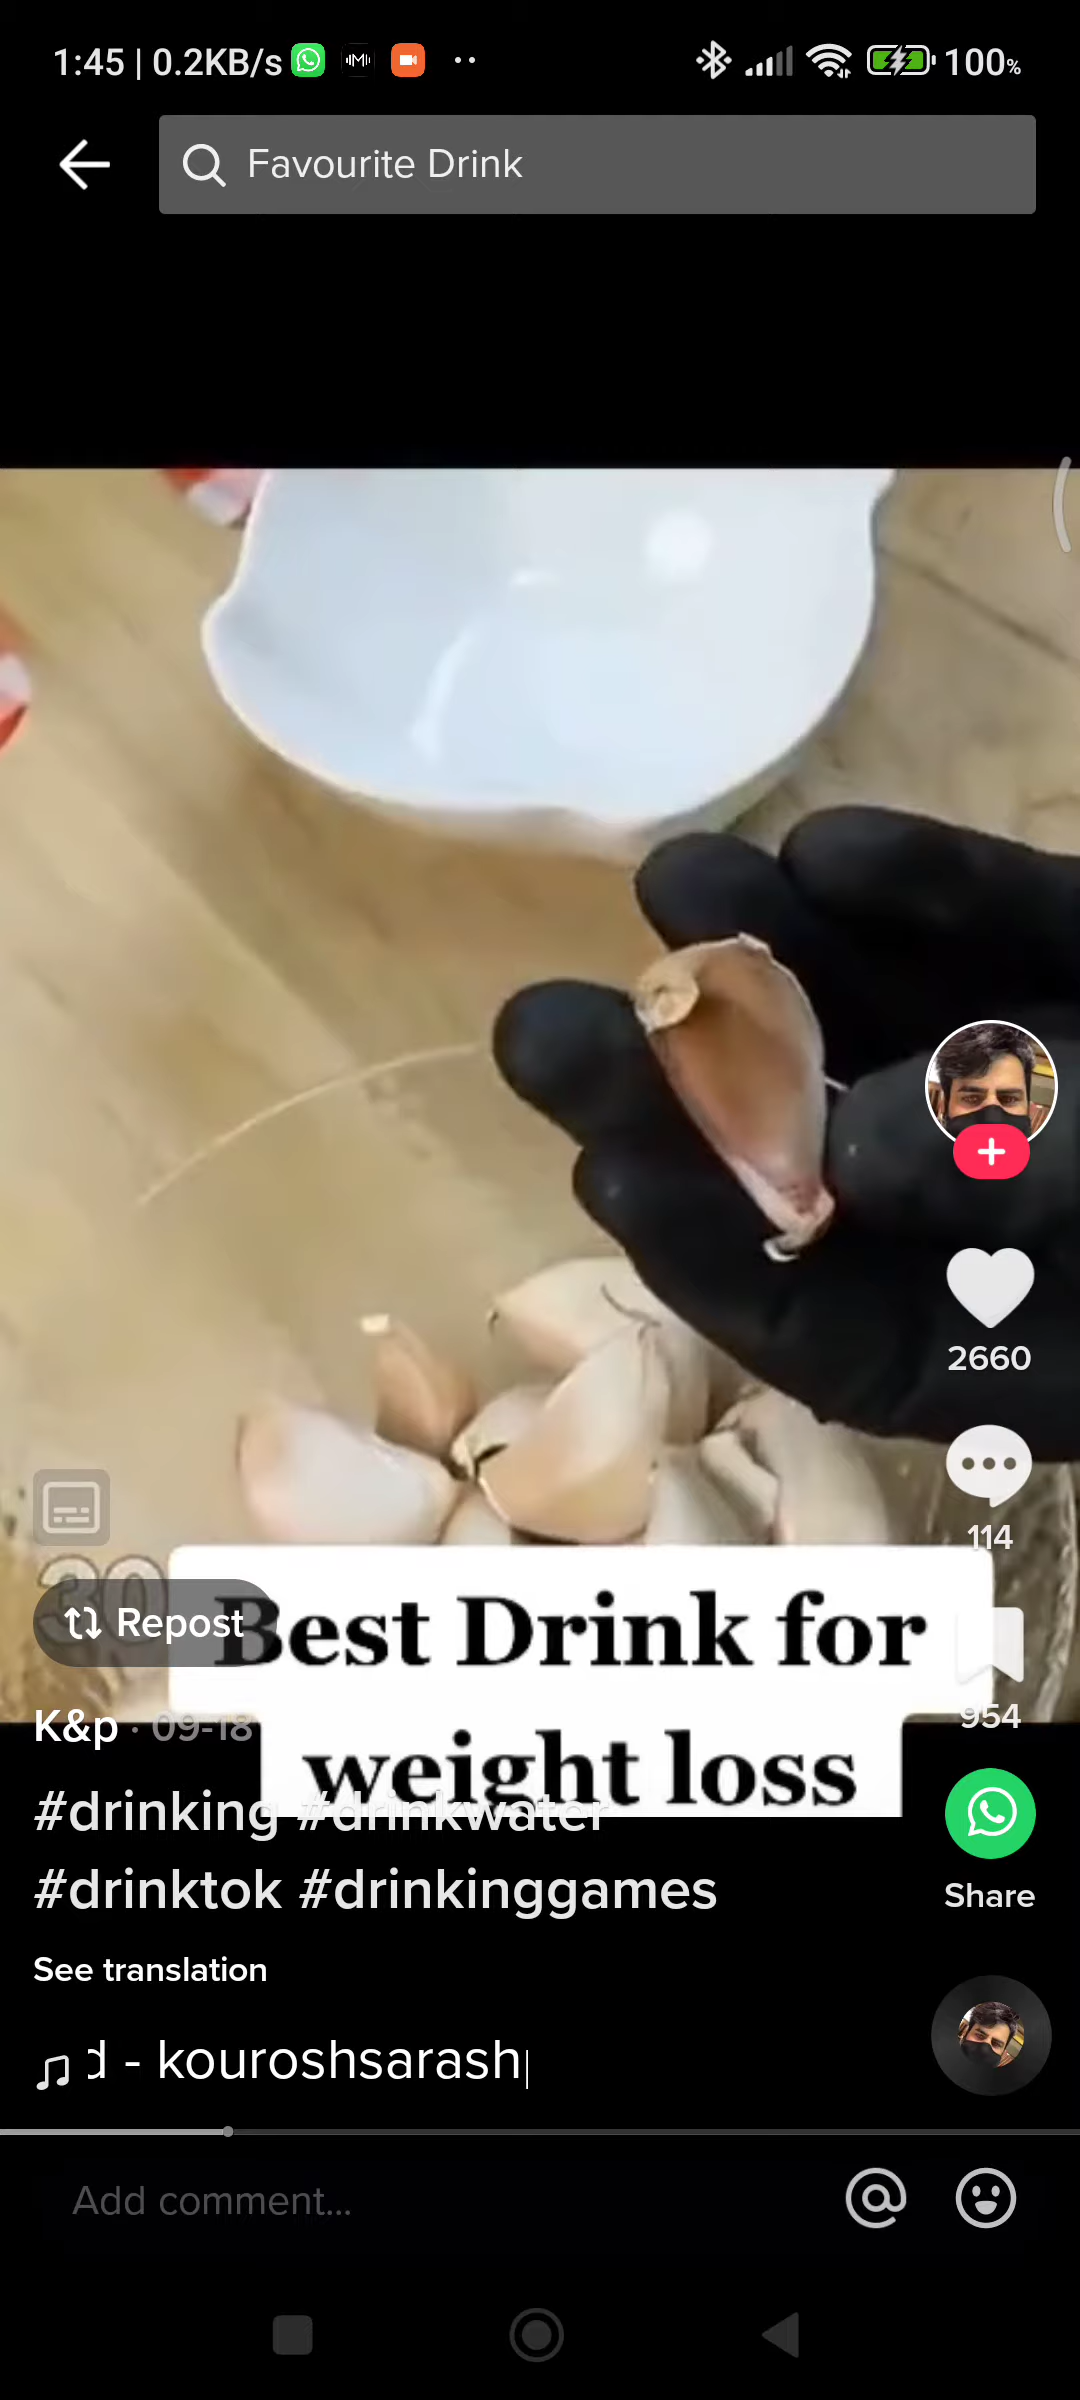 1:45 | 0.2KB/s
100%
Favourite Drink
2660
114
30
Repost
Best Drink for
weight loss
954
K&p · 09-18
#drinking #drinkwater
#drinktok #drinkinggames
Share
See translation
d - kouroshsarash
Add comment...